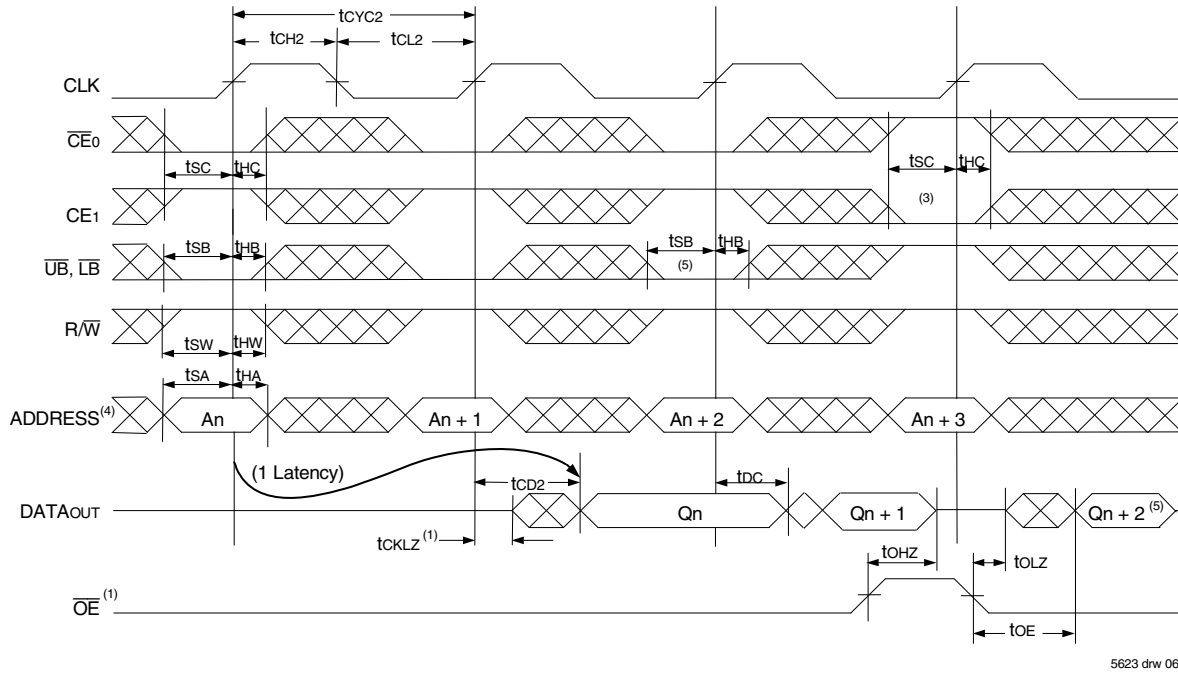 tCYC2
tCH2 tCL2
CLK
CE0
tSC tHC tSC tHC
CE1 (3)
tSB tHB tSB tHB
UB, LB (5)
R/W
tSW tHW
tSA tHA
ADDRESS(4) An An + 1 An + 2 An + 3
(1 Latency) tCD2 tDC
DATAOUT Qn Qn + 1 Qn + 2 (5)
tCKLZ(1)
tOHZ tOLZ
OE (1)
tOE
5623 drw 06